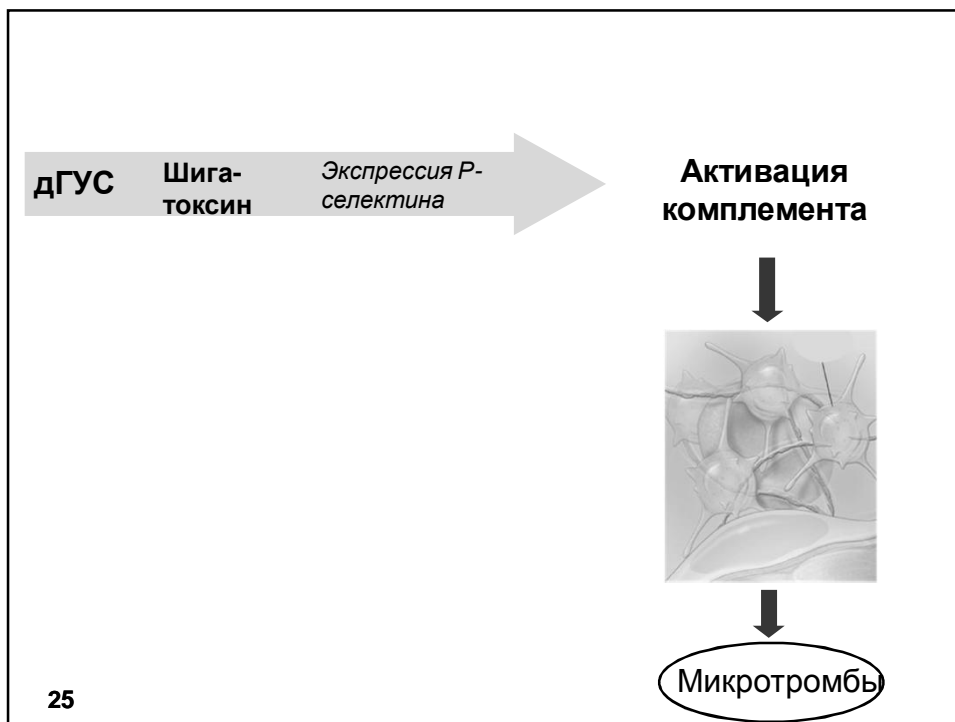 дГУС
Шига-
токсин
Экспрессия P-
селектина
Активация
комплемента
Микротромбы
25